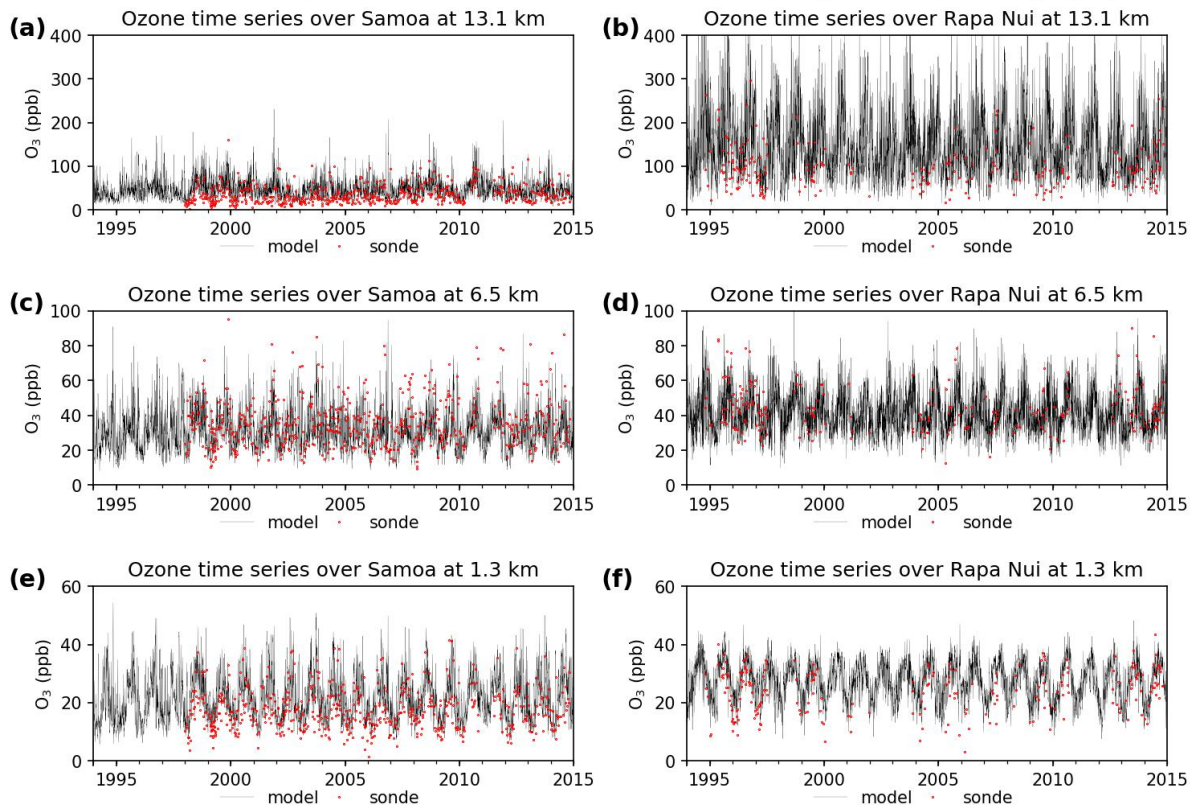 (a) Ozone time series over Samoa at 13.1 km
O₃ (ppb)
400
300
200
100
0
1995 2000 2005 2010 2015
model sonde
(b) Ozone time series over Rapa Nui at 13.1 km
O₃ (ppb)
400
300
200
100
0
1995 2000 2005 2010 2015
model sonde
(c) Ozone time series over Samoa at 6.5 km
O₃ (ppb)
100
80
60
40
20
0
1995 2000 2005 2010 2015
model sonde
(d) Ozone time series over Rapa Nui at 6.5 km
O₃ (ppb)
100
80
60
40
20
0
1995 2000 2005 2010 2015
model sonde
(e) Ozone time series over Samoa at 1.3 km
O₃ (ppb)
60
40
20
0
1995 2000 2005 2010 2015
model sonde
(f) Ozone time series over Rapa Nui at 1.3 km
O₃ (ppb)
60
40
20
0
1995 2000 2005 2010 2015
model sonde